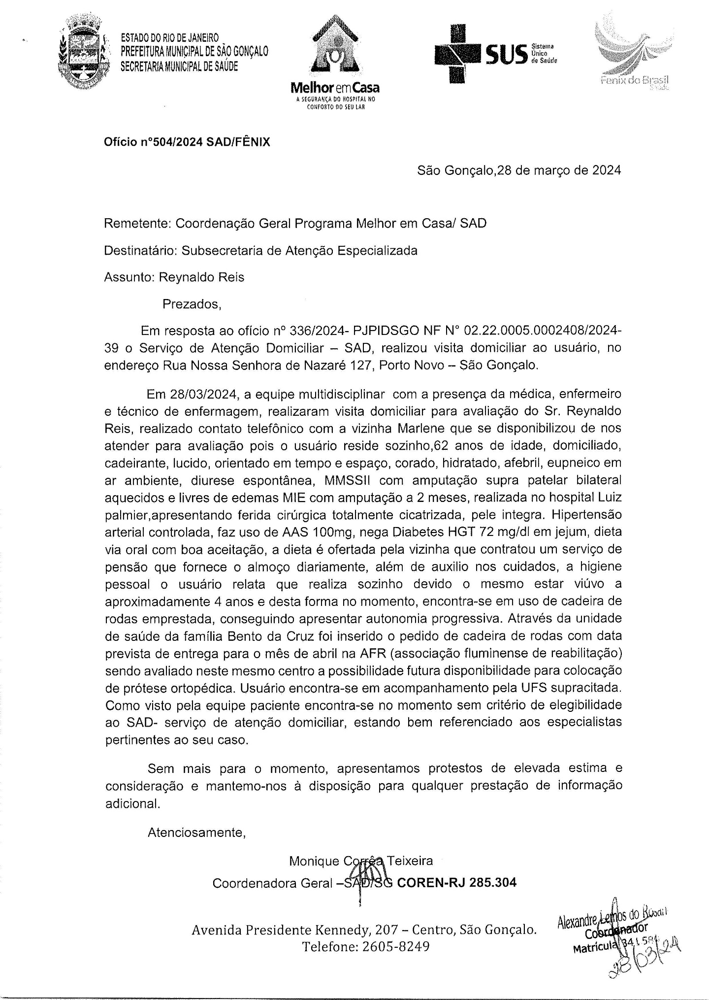 ESTADO DO RIO DE JANEIRO
PREFEITURA MUNICIPAL DE SÃO GONÇALO
SECRETARIA MUNICIPAL DE SAÚDE
SÃO GONÇALO
Melhor em Casa
A SEGURANÇA DO HOSPITAL NO
CONFORTO DO SEU LAR
SUS Sistema
Único
de Saúde
Fenix do Brasil
Saúde
Ofício nº504/2024 SAD/FÊNIX
São Gonçalo,28 de março de 2024
Remetente: Coordenação Geral Programa Melhor em Casa/ SAD
Destinatário: Subsecretaria de Atenção Especializada
Assunto: Reynaldo Reis
Prezados,
Em resposta ao ofício nº 336/2024- PJPIDSGO NF N° 02.22.0005.0002408/2024-
39 o Serviço de Atenção Domiciliar – SAD, realizou visita domiciliar ao usuário, no
endereço Rua Nossa Senhora de Nazaré 127, Porto Novo – São Gonçalo.
Em 28/03/2024, a equipe multidisciplinar com a presença da médica, enfermeiro
e técnico de enfermagem, realizaram visita domiciliar para avaliação do Sr. Reynaldo
Reis, realizado contato telefônico com a vizinha Marlene que se disponibilizou de nos
atender para avaliação pois o usuário reside sozinho,62 anos de idade, domiciliado,
cadeirante, lucido, orientado em tempo e espaço, corado, hidratado, afebril, eupneico em
ar ambiente, diurese espontânea, MMSSII com amputação supra patelar bilateral
aquecidos e livres de edemas MIE com amputação a 2 meses, realizada no hospital Luiz
palmier,apresentando ferida cirúrgica totalmente cicatrizada, pele integra. Hipertensão
arterial controlada, faz uso de AAS 100mg, nega Diabetes HGT 72 mg/dl em jejum, dieta
via oral com boa aceitação, a dieta é ofertada pela vizinha que contratou um serviço de
pensão que fornece o almoço diariamente, além de auxilio nos cuidados, a higiene
pessoal o usuário relata que realiza sozinho devido o mesmo estar viúvo a
aproximadamente 4 anos e desta forma no momento, encontra-se em uso de cadeira de
rodas emprestada, conseguindo apresentar autonomia progressiva. Através da unidade
de saúde da família Bento da Cruz foi inserido o pedido de cadeira de rodas com data
prevista de entrega para o mês de abril na AFR (associação fluminense de reabilitação)
sendo avaliado neste mesmo centro a possibilidade futura disponibilidade para colocação
de prótese ortopédica. Usuário encontra-se em acompanhamento pela UFS supracitada.
Como visto pela equipe paciente encontra-se no momento sem critério de elegibilidade
ao SAD- serviço de atenção domiciliar, estando bem referenciado aos especialistas
pertinentes ao seu caso.
Sem mais para o momento, apresentamos protestos de elevada estima e
consideração e mantemo-nos à disposição para qualquer prestação de informação
adicional.
Atenciosamente,
Monique Corrêa Teixeira
Coordenadora Geral –SAD/SG COREN-RJ 285.304
Avenida Presidente Kennedy, 207 – Centro, São Gonçalo.
Telefone: 2605-8249
Alexandre Lemos do
Coordenador
Matrícula
28/03/24